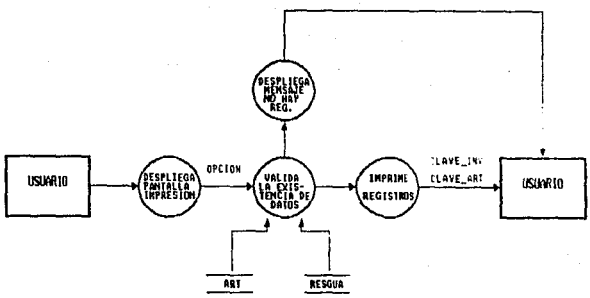 DESPLIEGA
MENSAJE
NO HAY
REG.
USUARIO
DESPLIEGA
PANTALLA
IMPRESION
OPCION
VALIDA
LA EXIS-
TENCIA DE
DATOS
IMPRIME
REGISTROS
CLAVE_INV
CLAVE_ART
USUARIO
ART
RESGUA